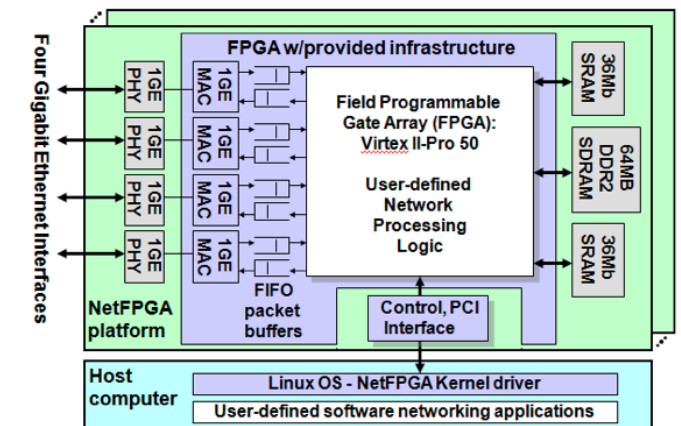 Four Gigabit Ethernet Interfaces
FPGA w/provided infrastructure
1GE
PHY
1GE
MAC
1GE
PHY
1GE
MAC
1GE
PHY
1GE
MAC
1GE
PHY
1GE
MAC
Field Programmable
Gate Array (FPGA):
Virtex II-Pro 50
User-defined
Network
Processing
Logic
36Mb
SRAM
64MB
DDR2
SDRAM
36Mb
SRAM
FIFO
packet
buffers
NetFPGA
platform
Control, PCI
Interface
Host
computer
Linux OS - NetFPGA Kernel driver
User-defined software networking applications